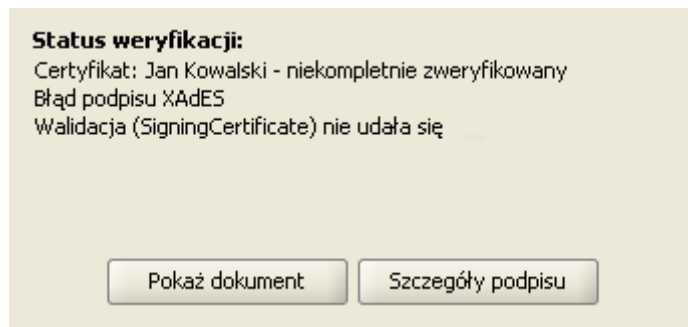 Status weryfikacji:
Certyfikat: Jan Kowalski - niekompletnie zweryfikowany
Błąd podpisu XAdES
Walidacja (SigningCertificate) nie udała się
Pokaż dokument
Szczegóły podpisu